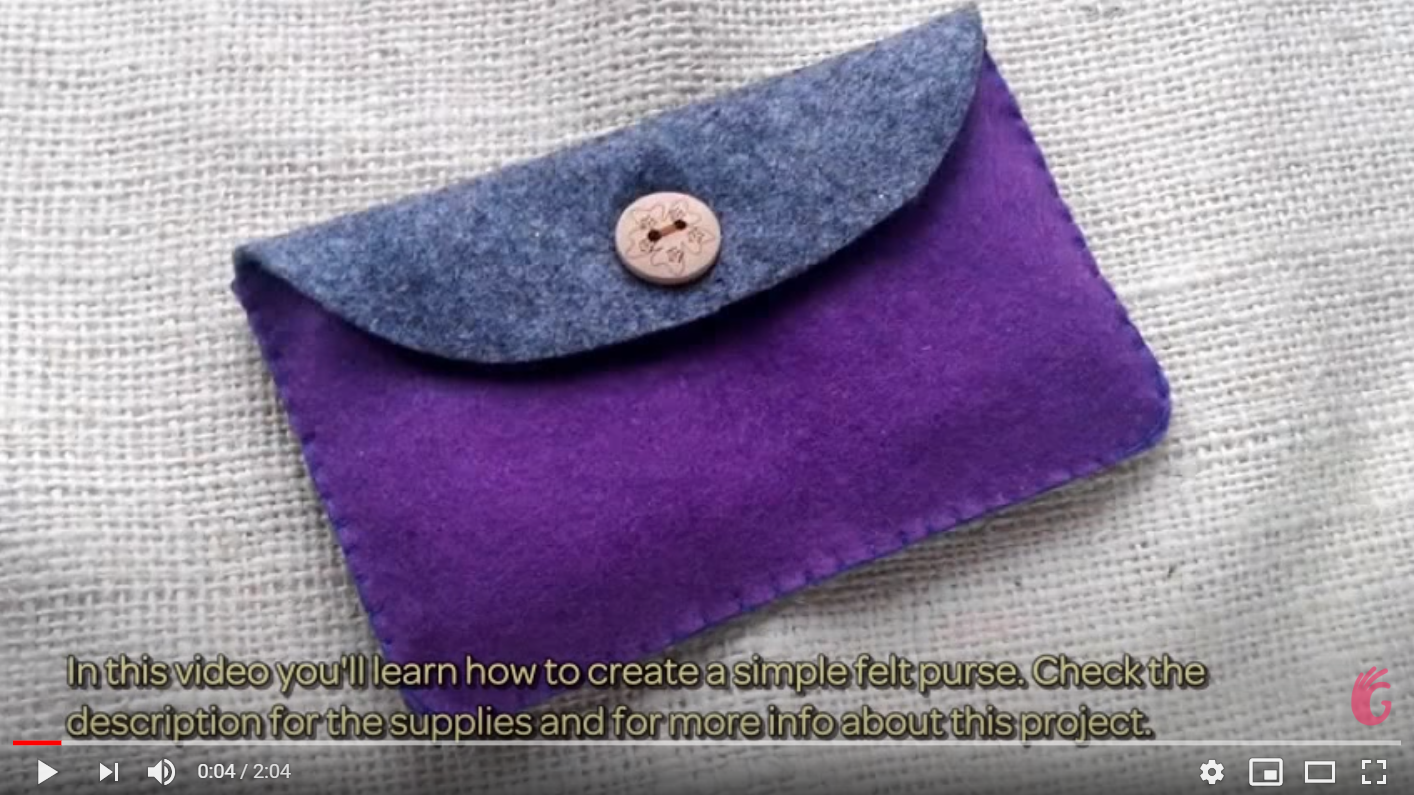 In this video you'll learn how to create a simple felt purse. Check the
description for the supplies and for more info about this project.
0:04 / 2:04